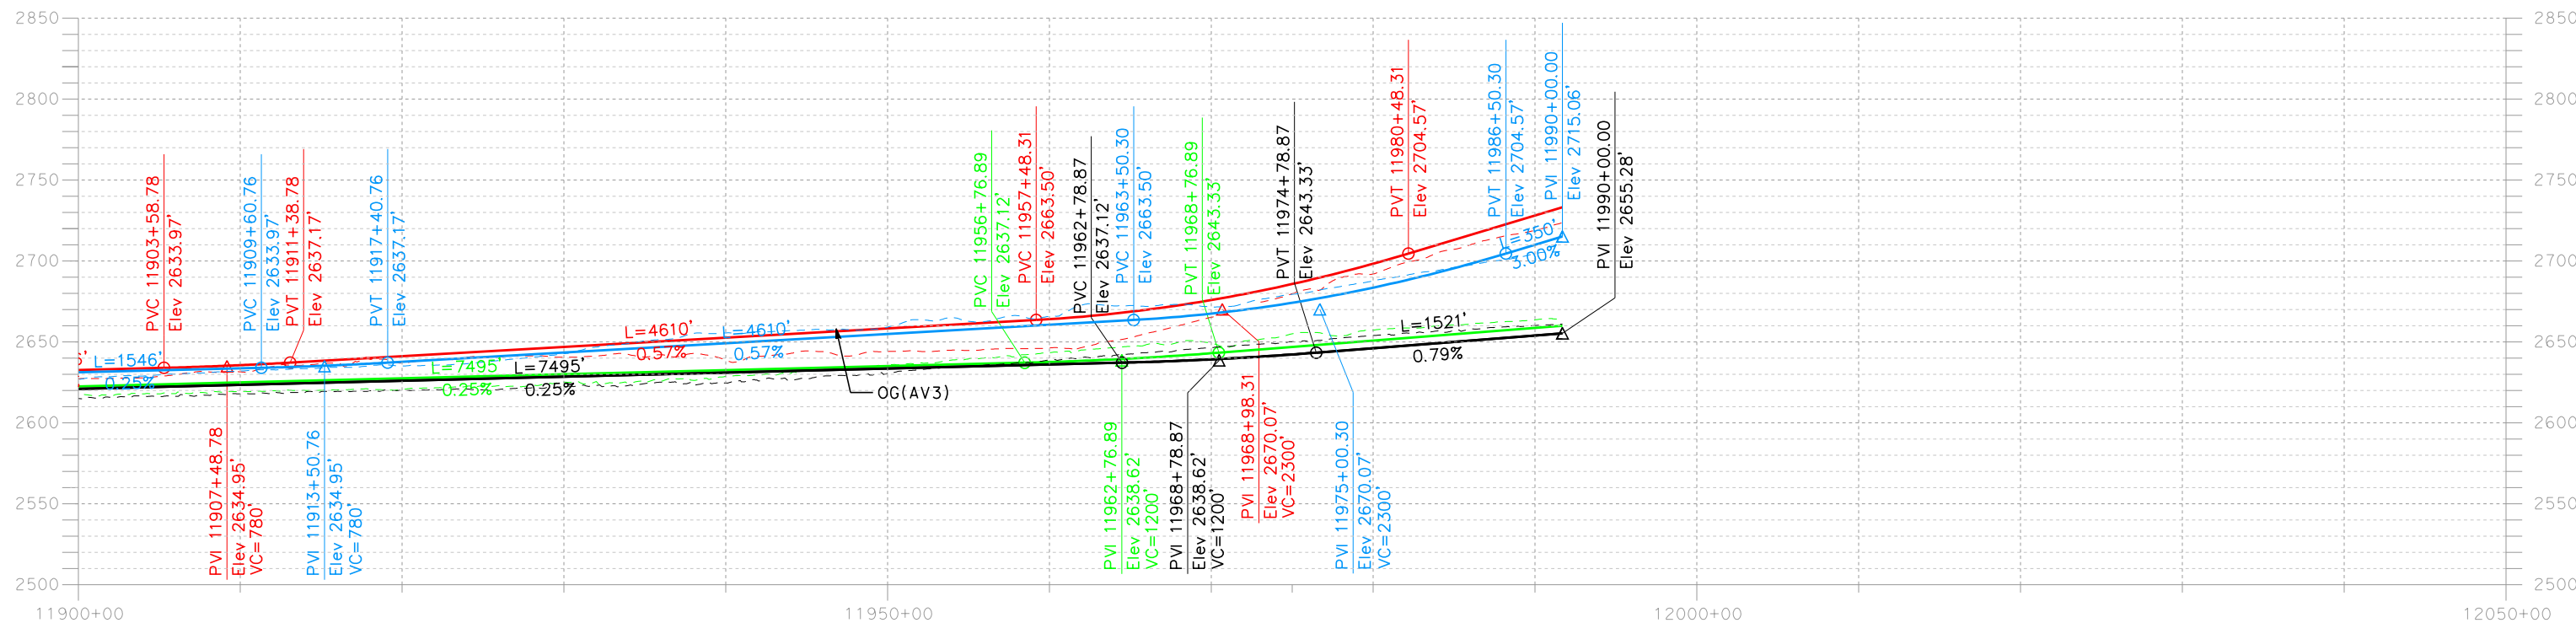 2850
2800
2750
2700
2650
2600
2550
2500
2850
2800
2750
2700
2650
2600
2550
2500
11900+00
11950+00
12000+00
12050+00
PVC 11903+58.78
Elev 2633.97'
PVC 11909+60.76
Elev 2633.97'
PVT 11911+38.78
Elev 2637.17'
PVT 11917+40.76
Elev 2637.17'
PVC 11956+76.89
Elev 2637.12'
PVC 11957+48.31
Elev 2663.50'
PVC 11962+78.87
Elev 2637.12'
PVC 11963+50.30
Elev 2663.50'
PVT 11968+76.89
Elev 2643.33'
PVT 11974+78.87
Elev 2643.33'
PVT 11980+48.31
Elev 2704.57'
PVT 11986+50.30
Elev 2704.57'
PVI 11990+00.00
Elev 2715.06'
PVI 11990+00.00
Elev 2655.28'
L=1546'
0.25%
L=7495'
0.25%
L=7495'
0.25%
L=4610'
0.57%
L=4610'
0.57%
OG(AV3)
L=1521'
0.79%
L=350'
3.00%
PVI 11907+48.78
Elev 2634.95'
VC=780'
PVI 11913+50.76
Elev 2634.95'
VC=780'
PVI 11962+76.89
Elev 2638.62'
VC=1200'
PVI 11968+78.87
Elev 2638.62'
VC=1200'
PVI 11968+98.31
Elev 2670.07'
VC=2300'
PVI 11975+00.30
Elev 2670.07'
VC=2300'